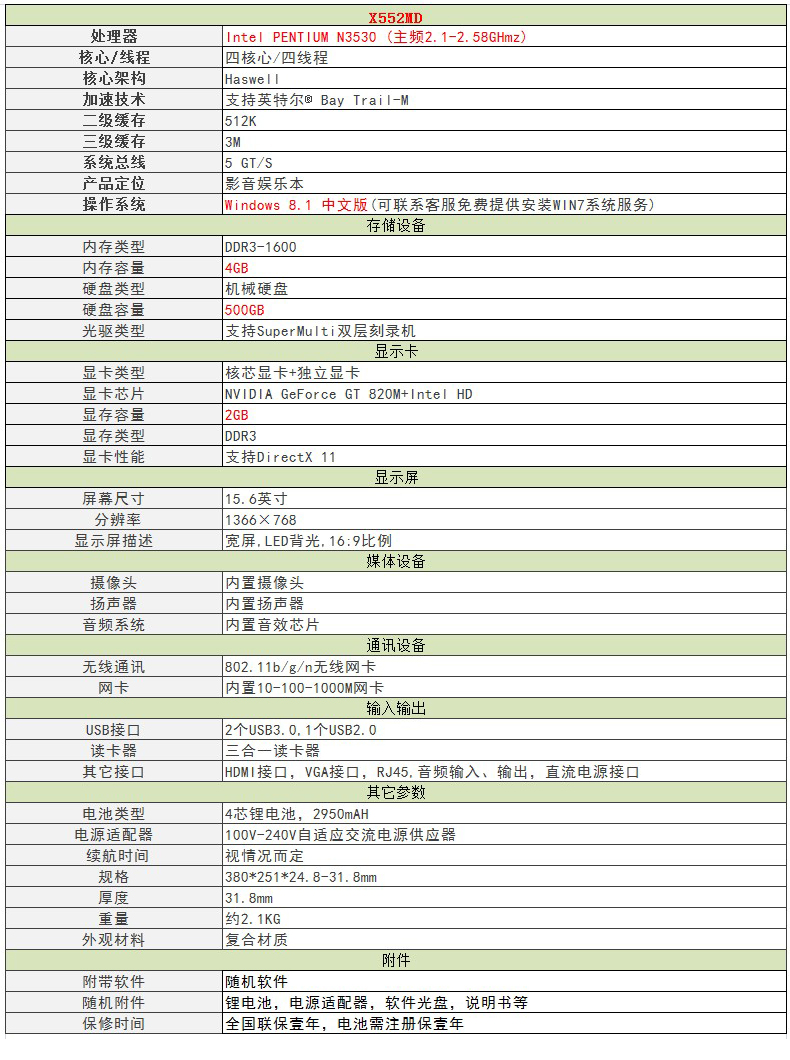 X552MD
处理器 Intel PENTIUM N3530 (主频2.1-2.58GHmz)
核心/线程 四核心/四线程
核心架构 Haswell
加速技术 支持英特尔® Bay Trail-M
二级缓存 512K
三级缓存 3M
系统总线 5 GT/S
产品定位 影音娱乐本
操作系统 Windows 8.1 中文版(可联系客服免费提供安装WIN7系统服务)
存储设备
内存类型 DDR3-1600
内存容量 4GB
硬盘类型 机械硬盘
硬盘容量 500GB
光驱类型 支持SuperMulti双层刻录机
显示卡
显卡类型 核芯显卡+独立显卡
显卡芯片 NVIDIA GeForce GT 820M+Intel HD
显存容量 2GB
显存类型 DDR3
显卡性能 支持DirectX 11
显示屏
屏幕尺寸 15.6英寸
分辨率 1366×768
显示屏描述 宽屏,LED背光,16:9比例
媒体设备
摄像头 内置摄像头
扬声器 内置扬声器
音频系统 内置音效芯片
通讯设备
无线通讯 802.11b/g/n无线网卡
网卡 内置10-100-1000M网卡
输入输出
USB接口 2个USB3.0,1个USB2.0
读卡器 三合一读卡器
其它接口 HDMI接口，VGA接口，RJ45,音频输入、输出，直流电源接口
其它参数
电池类型 4芯锂电池，2950mAH
电源适配器 100V-240V自适应交流电源供应器
续航时间 视情况而定
规格 380*251*24.8-31.8mm
厚度 31.8mm
重量 约2.1KG
外观材料 复合材质
附件
附带软件 随机软件
随机附件 锂电池，电源适配器，软件光盘，说明书等
保修时间 全国联保壹年，电池需注册保壹年